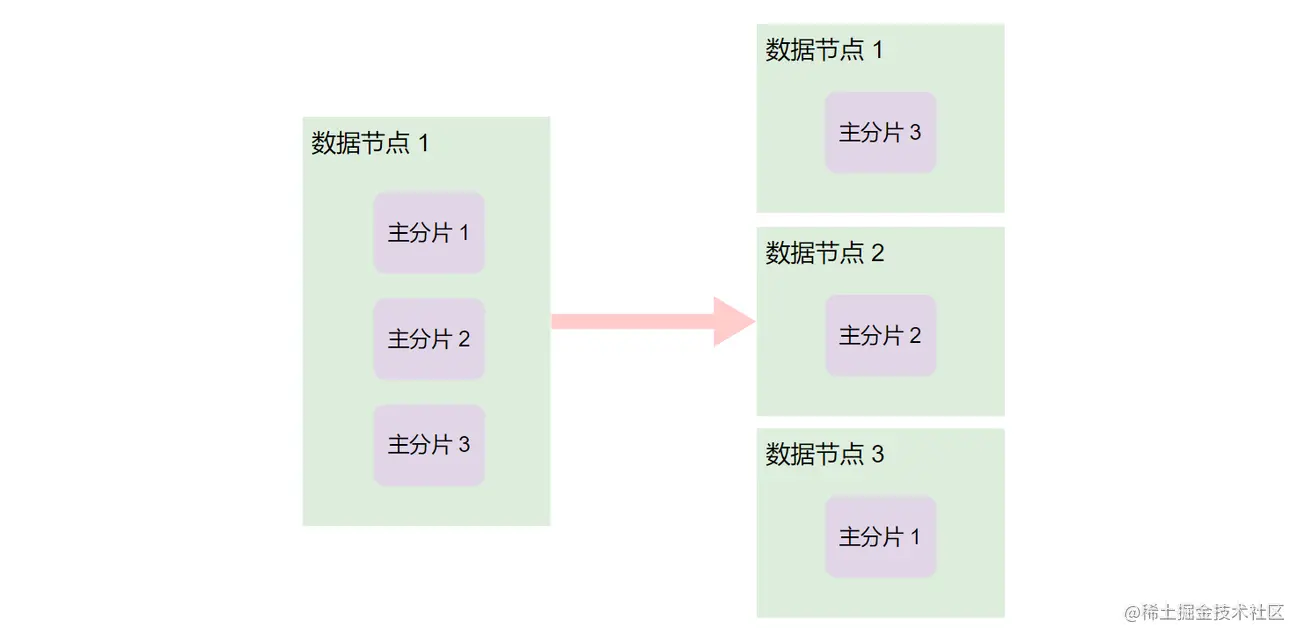 数据节点 1
主分片 1
主分片 2
主分片 3
数据节点 1
主分片 3
数据节点 2
主分片 2
数据节点 3
主分片 1
@稀土掘金技术社区